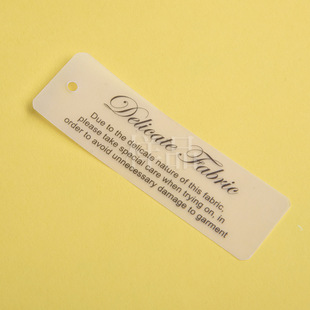 Delicate Fabric
Due to the delicate nature of this fabric,
please take special care when trying on, in
order to avoid unnecessary damage to garment